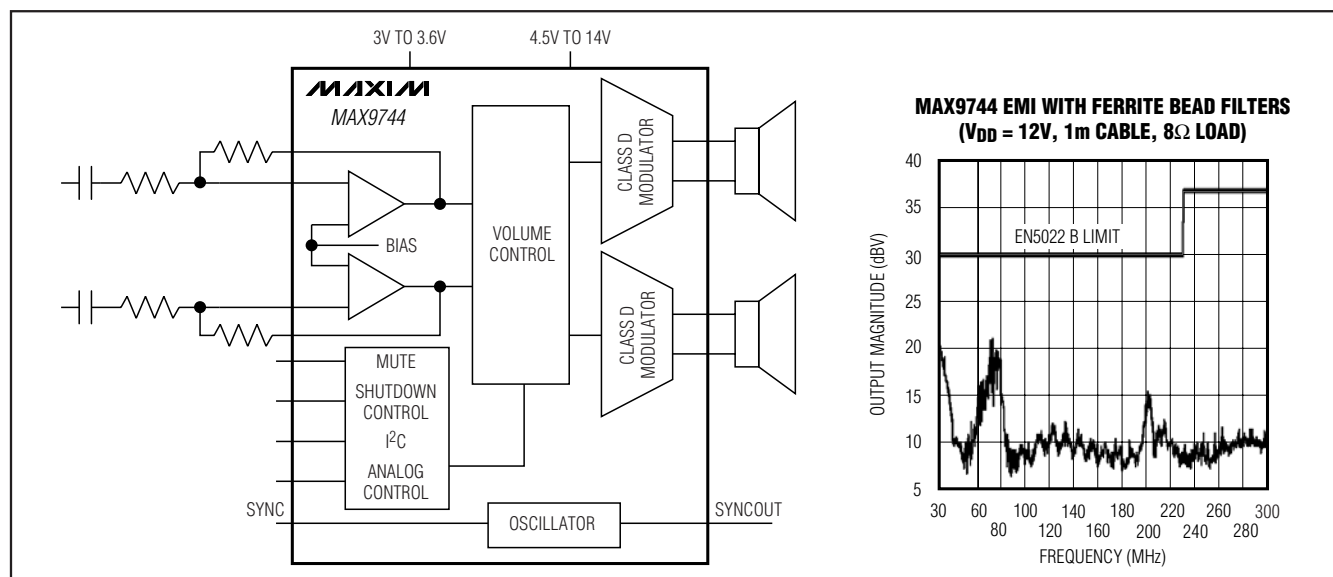 3V TO 3.6V
4.5V TO 14V
MAXIM
MAX9744
BIAS
VOLUME
CONTROL
CLASS D
MODULATOR
CLASS D
MODULATOR
MUTE
SHUTDOWN
CONTROL
I²C
ANALOG
CONTROL
SYNC
OSCILLATOR
SYNCOUT
MAX9744 EMI WITH FERRITE BEAD FILTERS
(VDD = 12V, 1m CABLE, 8Ω LOAD)
OUTPUT MAGNITUDE (dBV)
40
35
30
25
20
15
10
5
EN5022 B LIMIT
30 60 100 140 180 220 260 300
80 120 160 200 240 280
FREQUENCY (MHz)